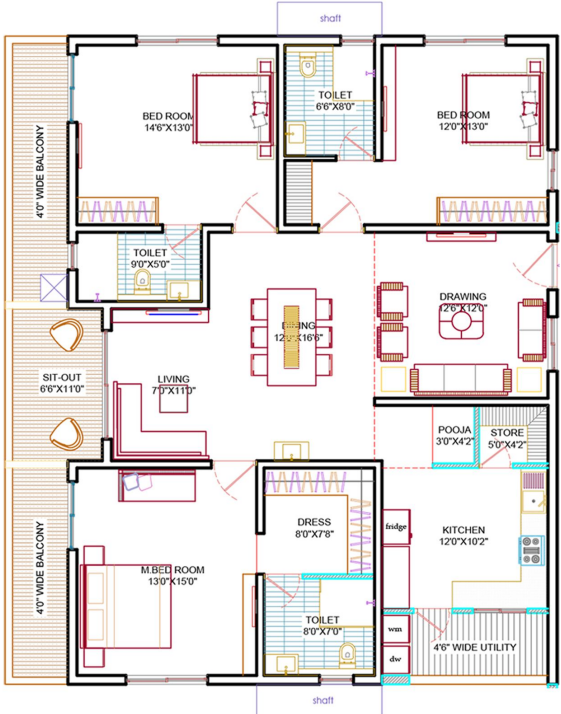 shaft
BED ROOM
14'6"X13'0"
TOILET
6'6"X8'0"
BED ROOM
12'0"X13'0"
4'0" WIDE BALCONY
TOILET
9'0"X5'0"
DRAWING
12'6"X12'0"
DINING
SIT-OUT
6'6"X11'0"
LIVING
7'0"X11'0"
POOJA
3'0"X4'2"
STORE
5'0"X4'2"
4'0" WIDE BALCONY
M.BED ROOM
13'0"X15'0"
DRESS
8'0"X7'8"
fridge
KITCHEN
12'0"X10'2"
TOILET
8'0"X7'0"
wm
dw
4'6" WIDE UTILITY
shaft